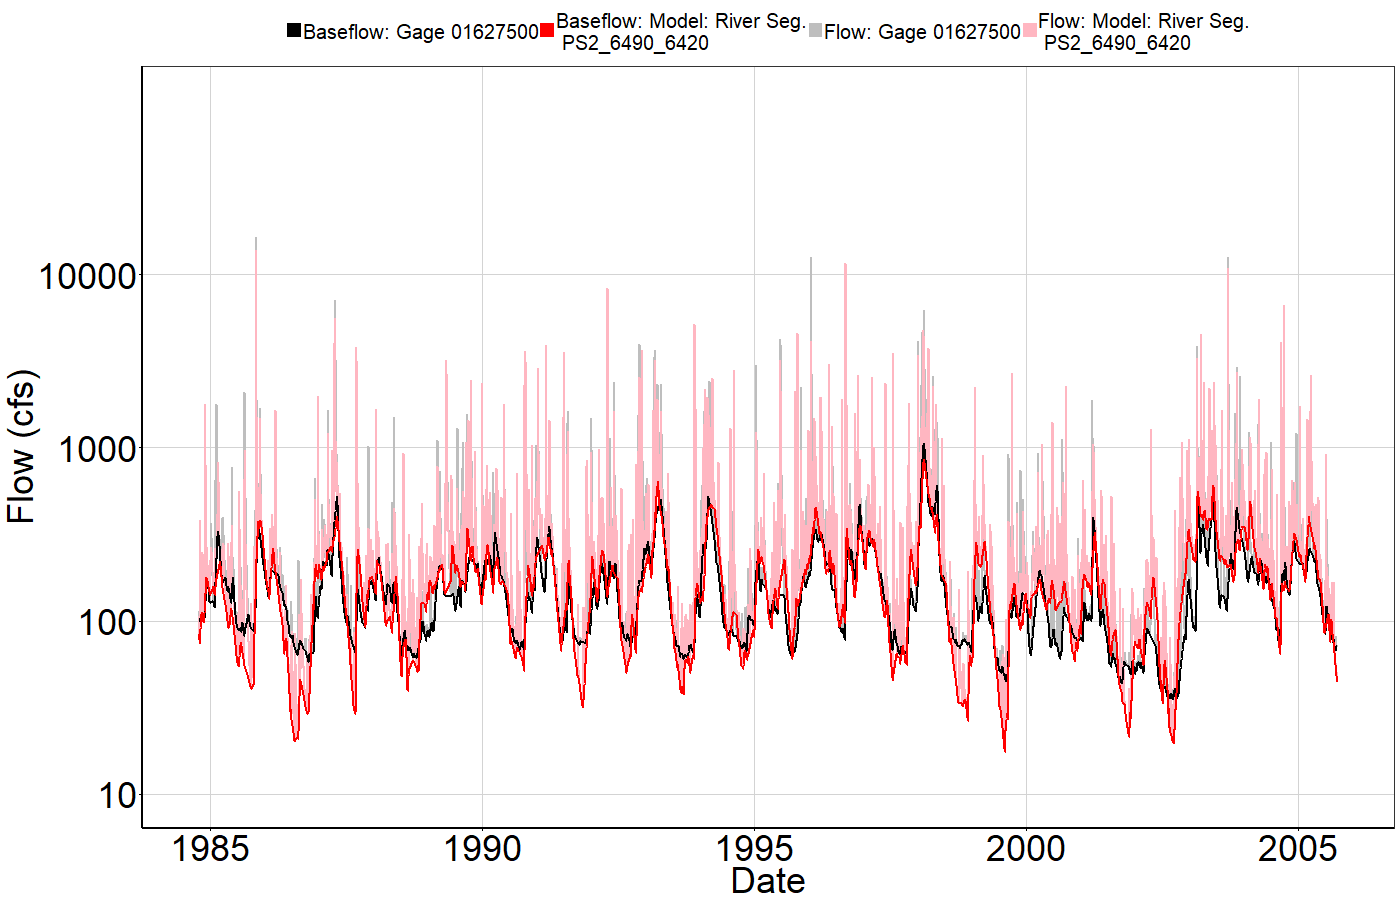 Baseflow: Gage 01627500 Baseflow: Model: River Seg. Flow: Gage 01627500 Flow: Model: River Seg.
PS2_6490_6420 PS2_6490_6420
10000
1000
100
10
Flow (cfs)
1985 1990 1995 2000 2005
Date